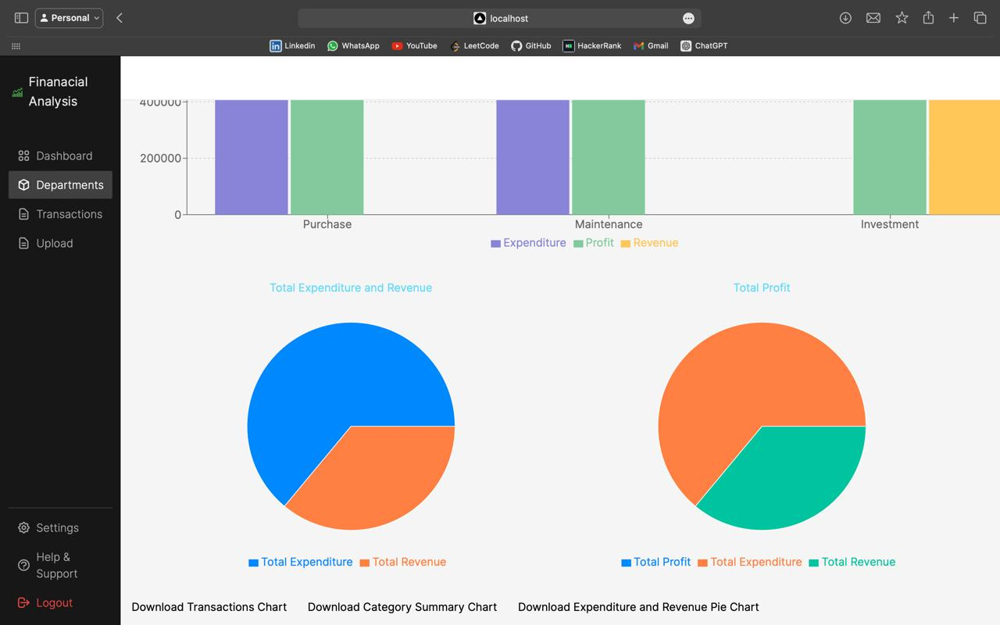 Personal
localhost
Linkedin WhatsApp YouTube LeetCode GitHub HackerRank Gmail ChatGPT
Finanacial
Analysis
Dashboard
Departments
Transactions
Upload
400000
200000
0
Purchase Maintenance Investment
Expenditure Profit Revenue
Total Expenditure and Revenue Total Profit
Total Expenditure Total Revenue
Total Profit Total Expenditure Total Revenue
Download Transactions Chart Download Category Summary Chart Download Expenditure and Revenue Pie Chart
Settings
Help &
Support
Logout